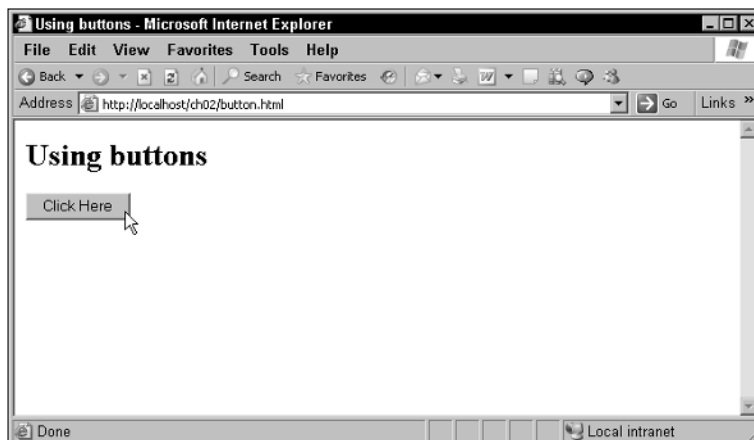 Using buttons - Microsoft Internet Explorer
File Edit View Favorites Tools Help
Back Search Favorites
Address http://localhost/ch02/button.html Go Links »
Using buttons
Click Here
Done Local intranet